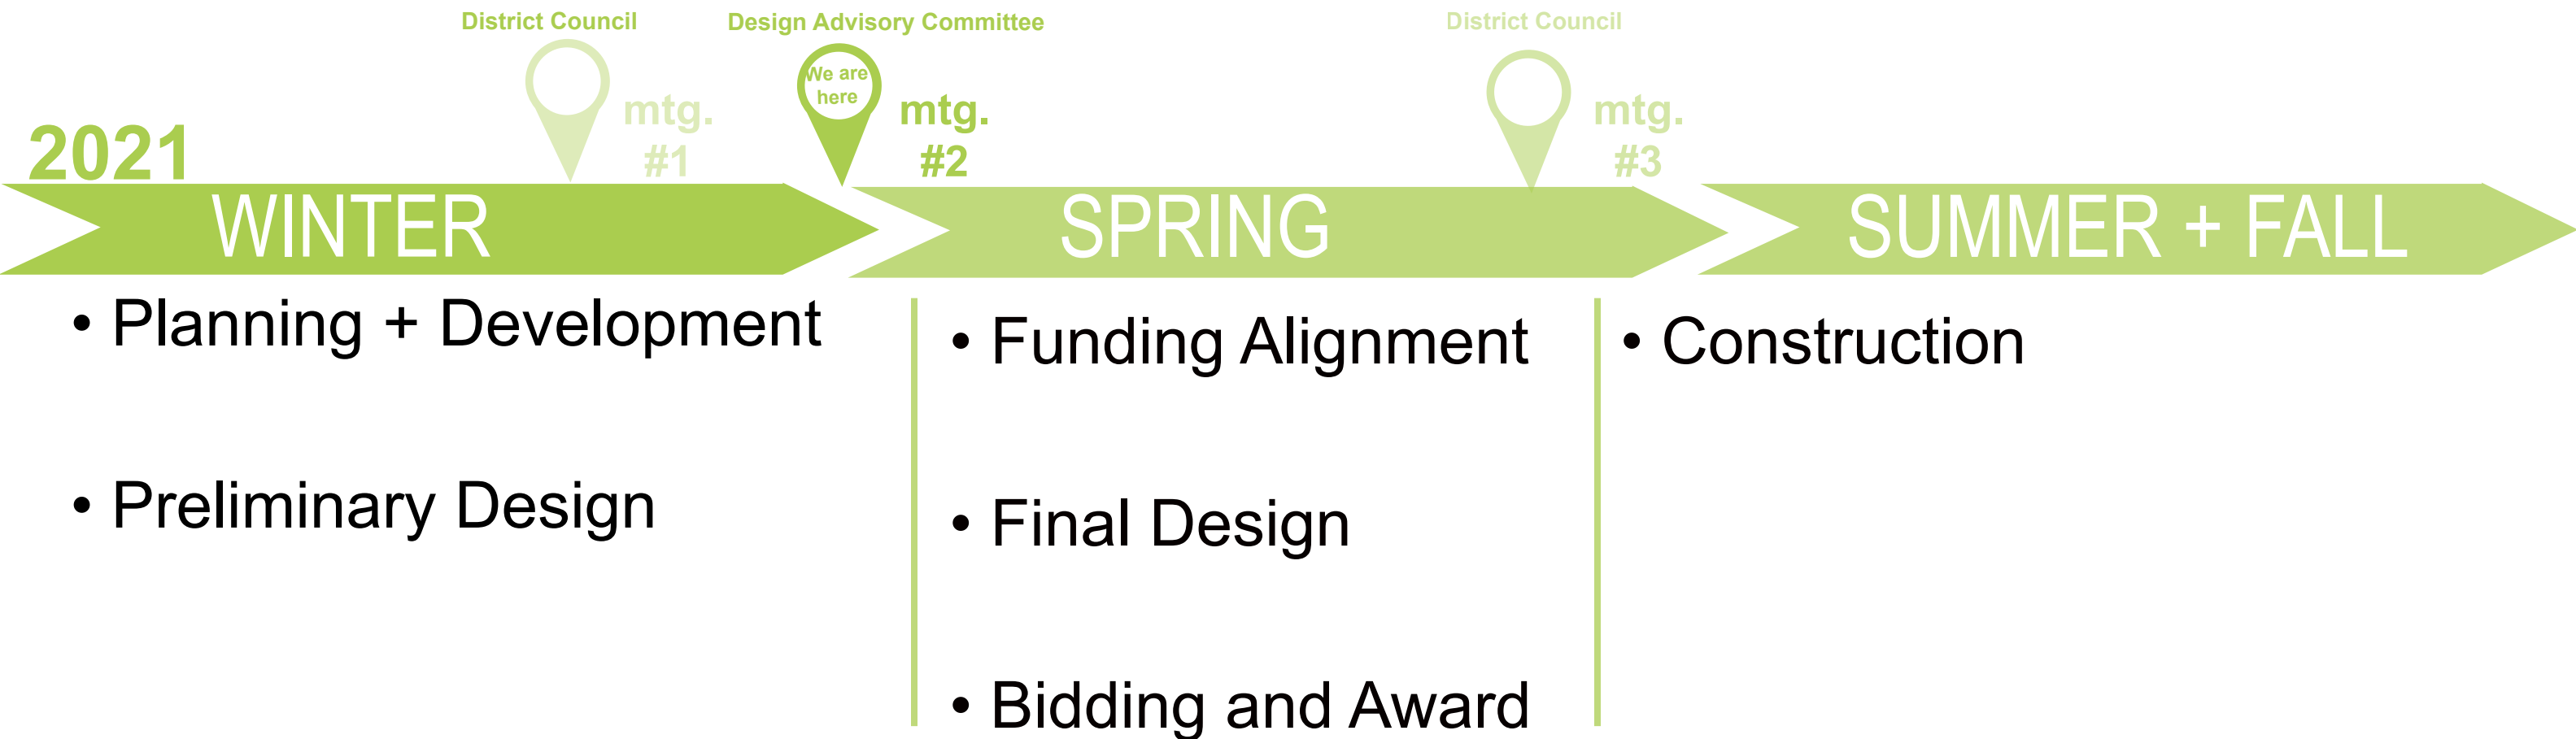 District Council
Design Advisory Committee
District Council
We are
here
mtg.
#1
mtg.
#2
mtg.
#3
2021
WINTER
SPRING
SUMMER + FALL
• Planning + Development
• Preliminary Design
• Funding Alignment
• Final Design
• Bidding and Award
• Construction